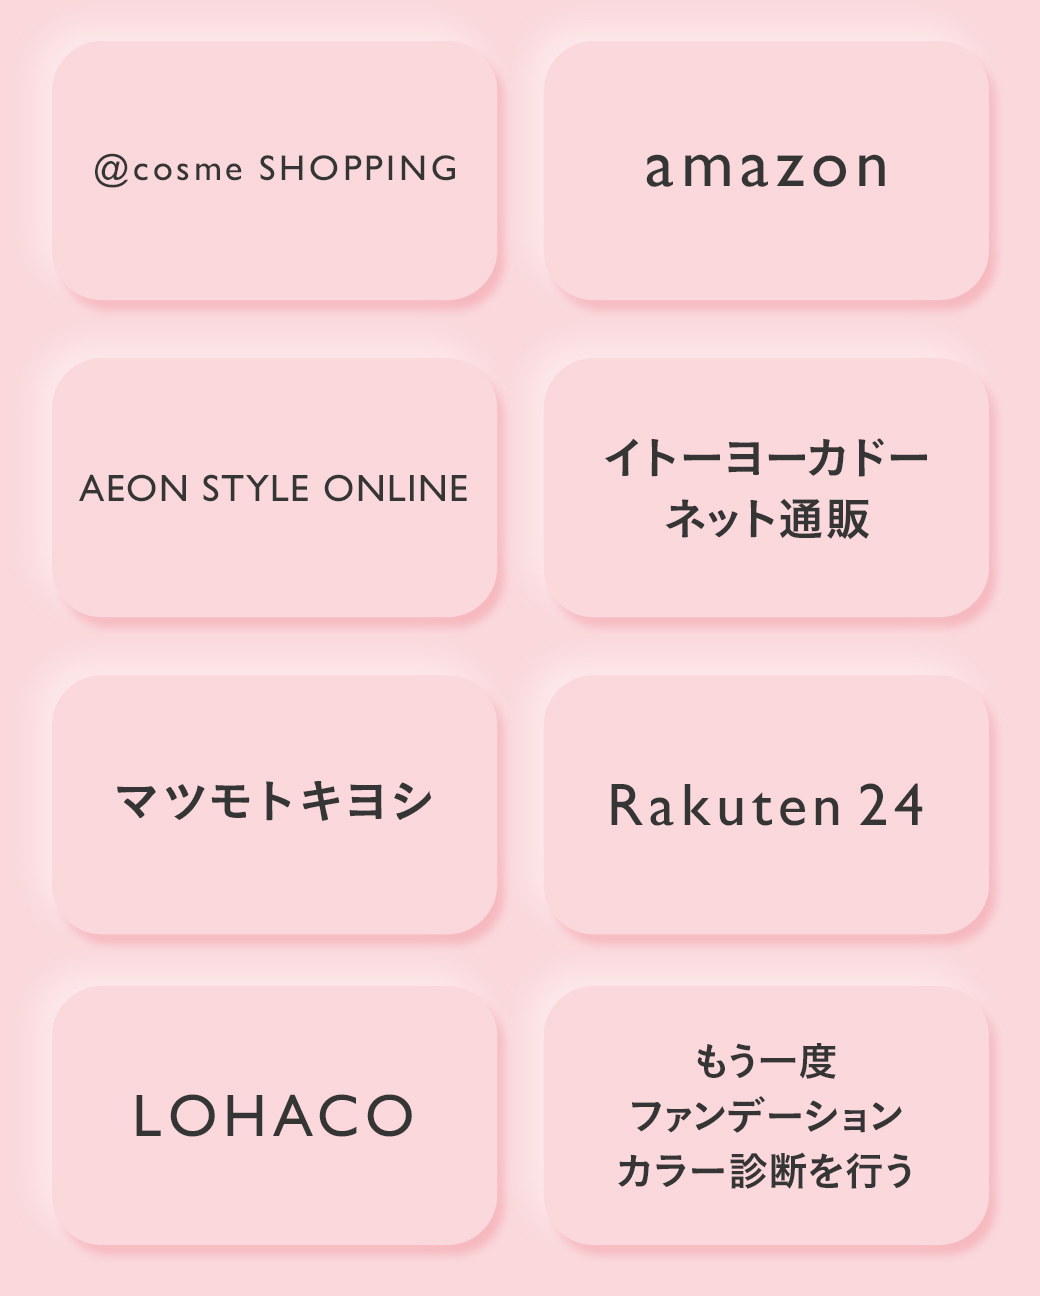 @cosme SHOPPING
amazon
AEON STYLE ONLINE
イトーヨーカドー
ネット通販
マツモトキヨシ
Rakuten 24
LOHACO
もう一度
ファンデーション
カラー診断を行う